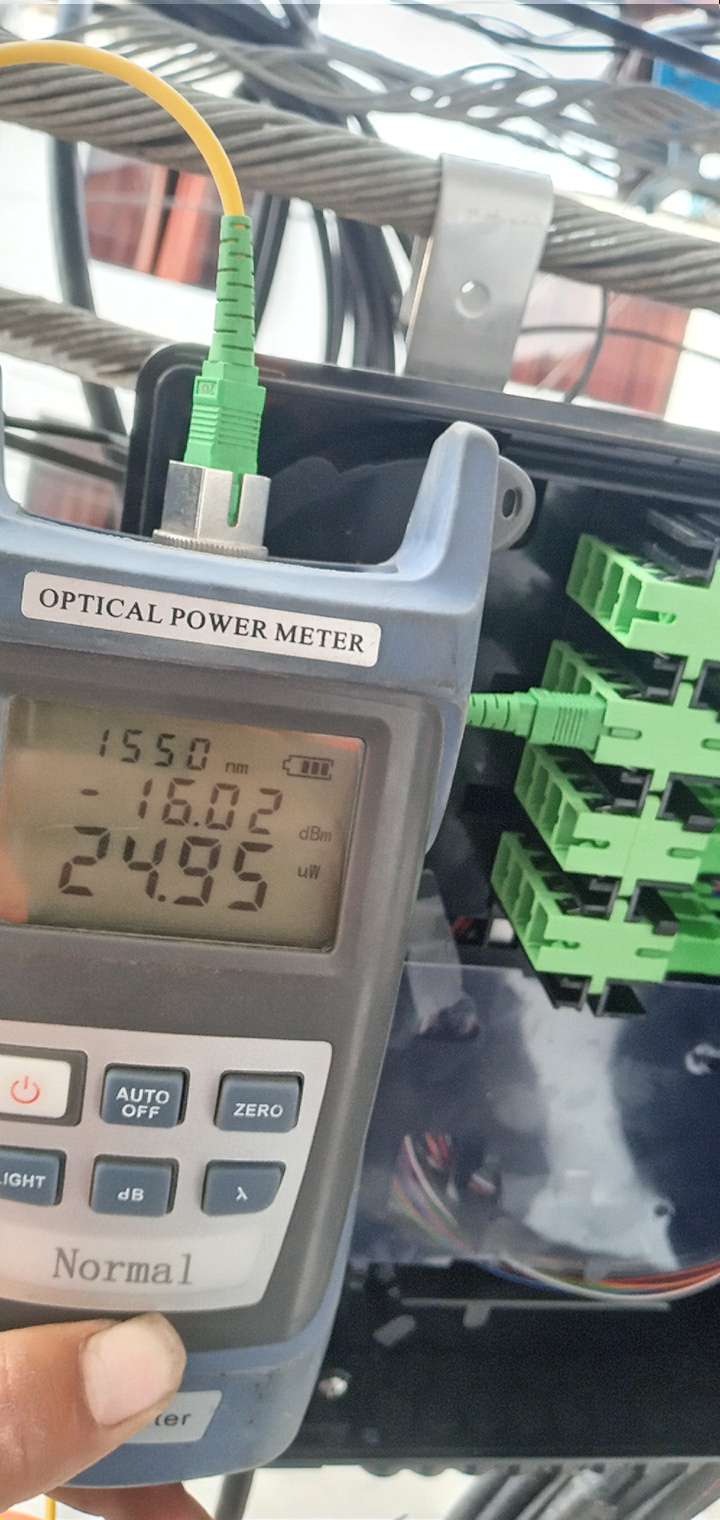 OPTICAL POWER METER
1550 nm
-16.02 dBm
24.95 uW
AUTO OFF
ZERO
LIGHT
dB
λ
Normal